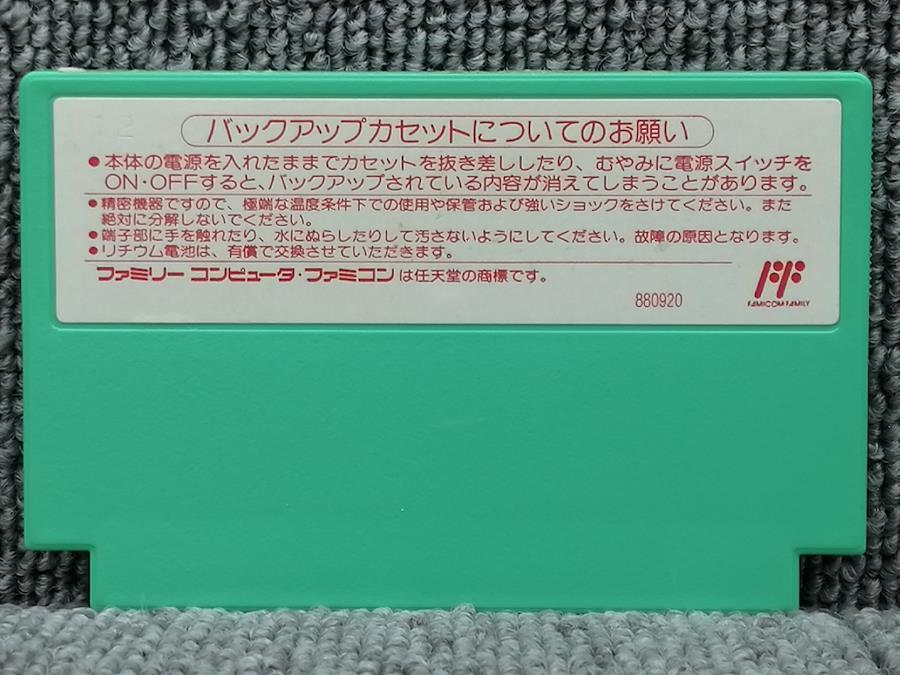 12
バックアップカセットについてのお願い
●本体の電源を入れたままでカセットを抜き差ししたり、むやみに電源スイッチを
ON・OFFすると、バックアップされている内容が消えてしまうことがあります。
●精密機器ですので、極端な温度条件下での使用や保管および強いショックをさけてください。また
絶対に分解しないでください。
●端子部に手を触れたり、水にぬらしたりして汚さないようにしてください。故障の原因となります。
●リチウム電池は、有償で交換させていただきます。
ファミリーコンピュータ・ファミコンは任天堂の商標です。
880920
FAMICOM FAMILY